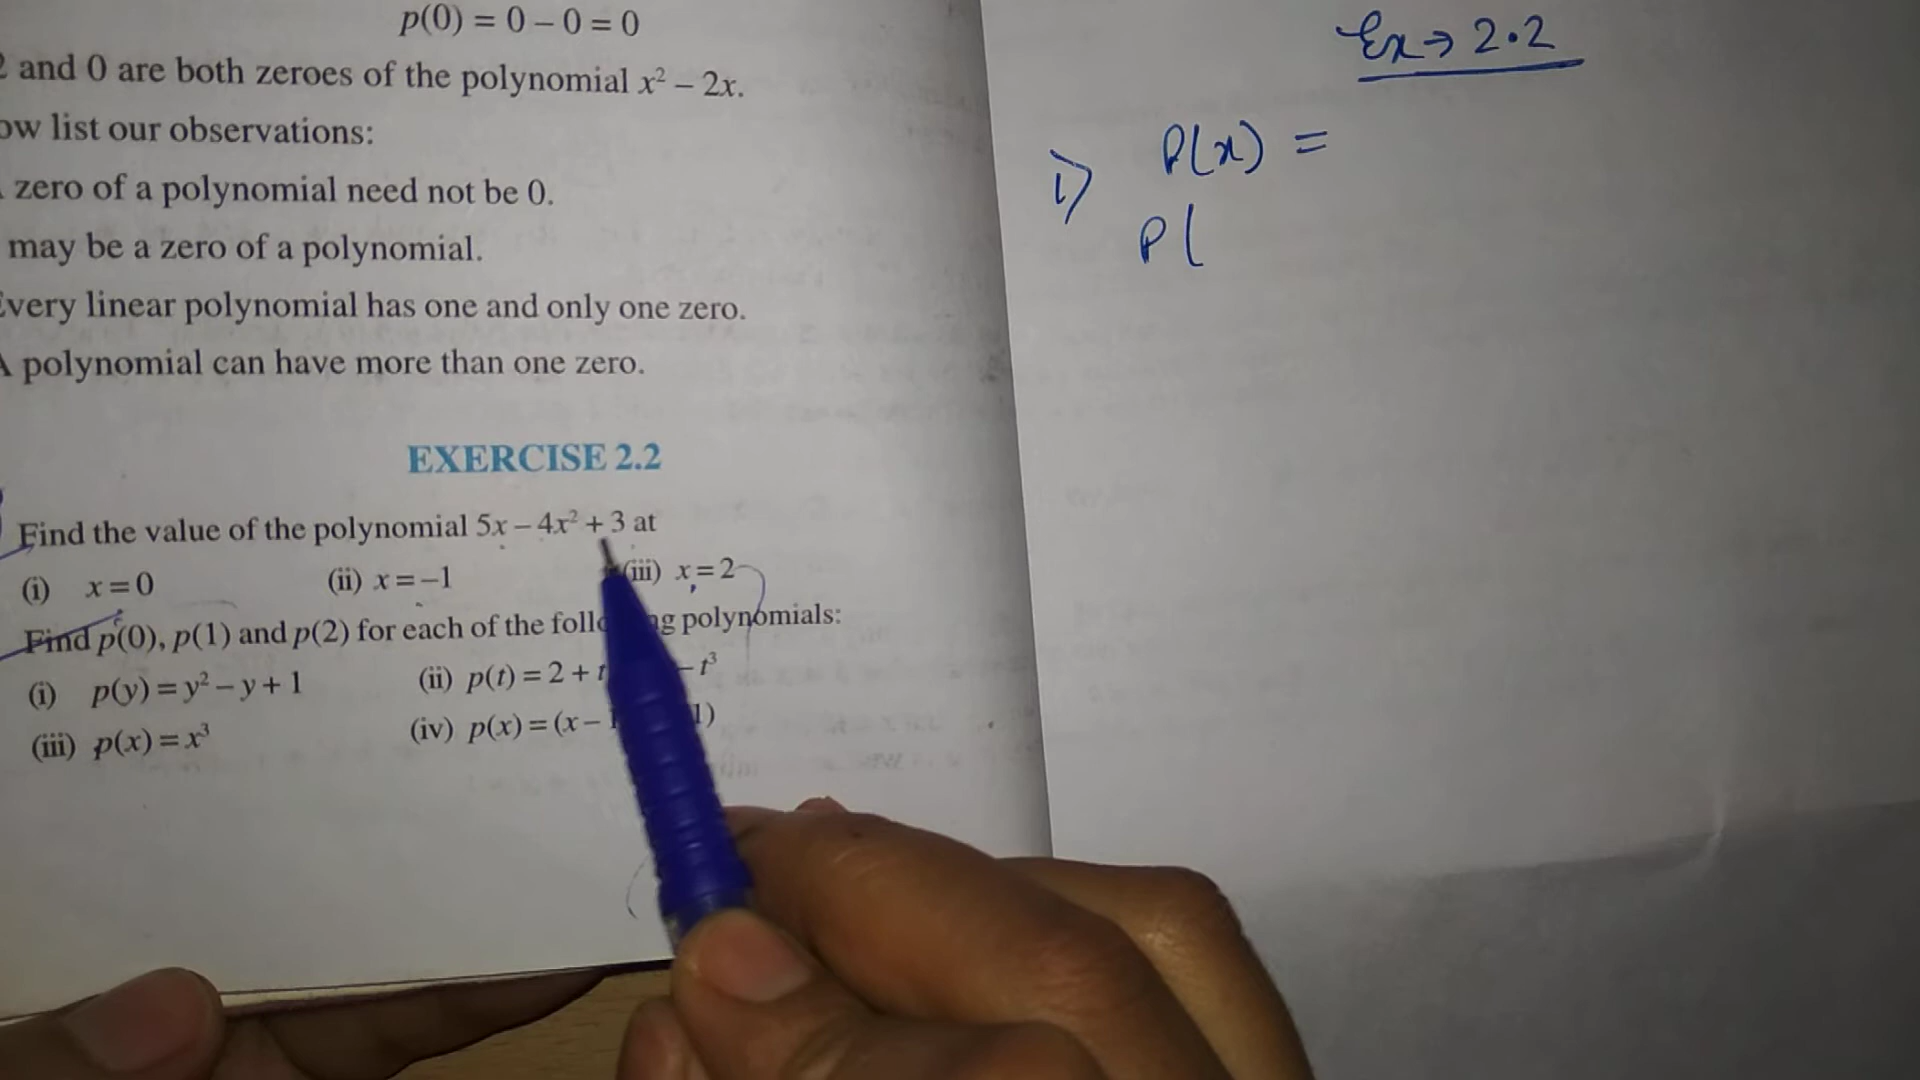 p(0) = 0 – 0 = 0
2 and 0 are both zeroes of the polynomial x² – 2x.
ow list our observations:
zero of a polynomial need not be 0.
may be a zero of a polynomial.
Every linear polynomial has one and only one zero.
A polynomial can have more than one zero.
EXERCISE 2.2
Find the value of the polynomial 5x – 4x² + 3 at
(i) x = 0 (ii) x = –1 (iii) x = 2
Find p(0), p(1) and p(2) for each of the following polynomials:
(i) p(y) = y² – y + 1 (ii) p(t) = 2 + t – t³
(iii) p(x) = x³ (iv) p(x) = (x – 1 1)
Ex → 2.2
i) P(x) =
P(